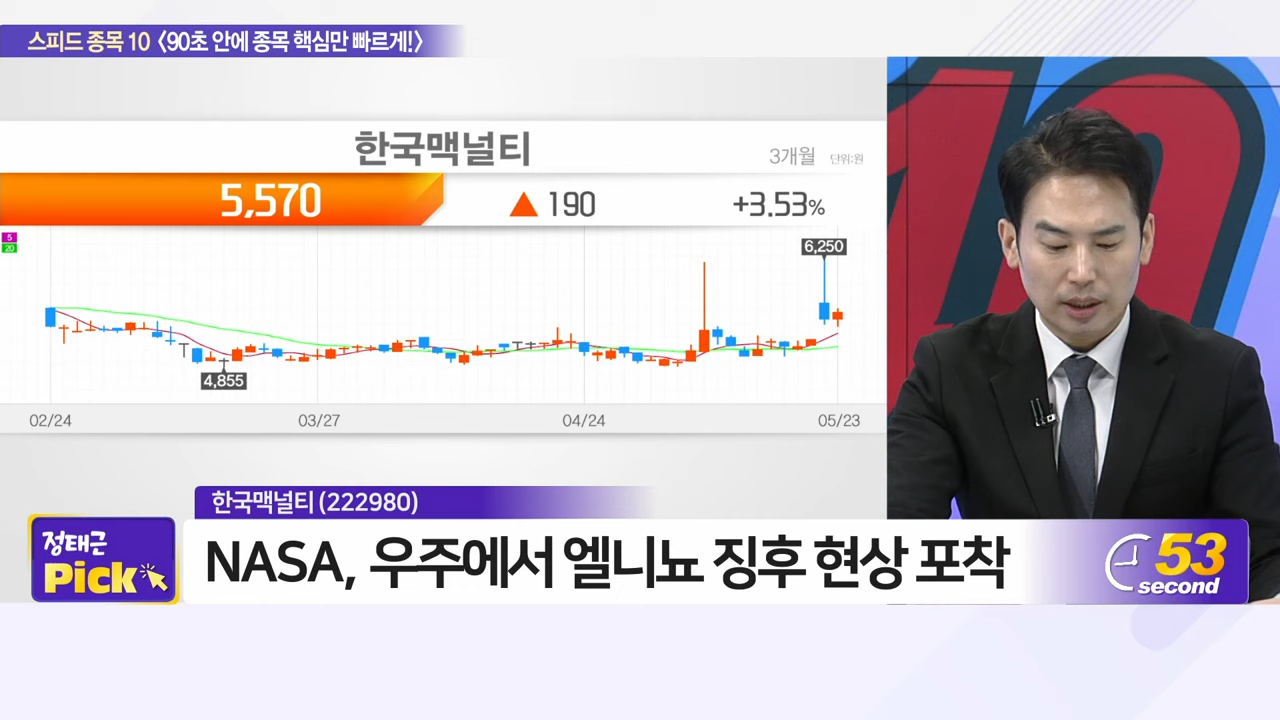 스피드 종목 10 〈90초 안에 종목 핵심만 빠르게!〉
한국맥널티
3개월 단위:원
5,570 ▲ 190 +3.53%
5
20
6,250
4,855
02/24 03/27 04/24 05/23
한국맥널티 (222980)
정태근
Pick
NASA, 우주에서 엘니뇨 징후 현상 포착
53
second
10